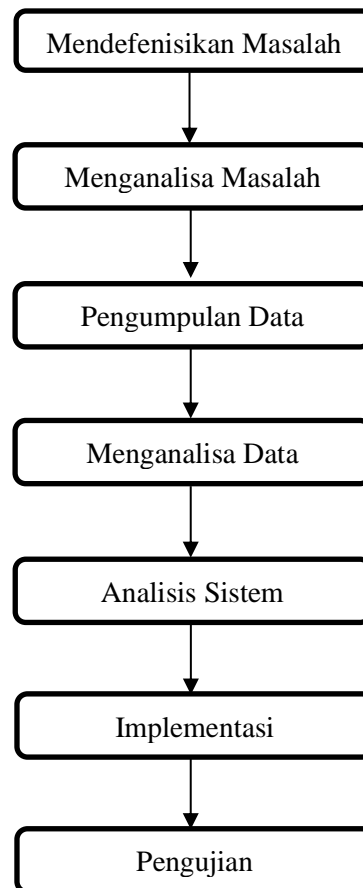 Mendefenisikan Masalah
Menganalisa Masalah
Pengumpulan Data
Menganalisa Data
Analisis Sistem
Implementasi
Pengujian